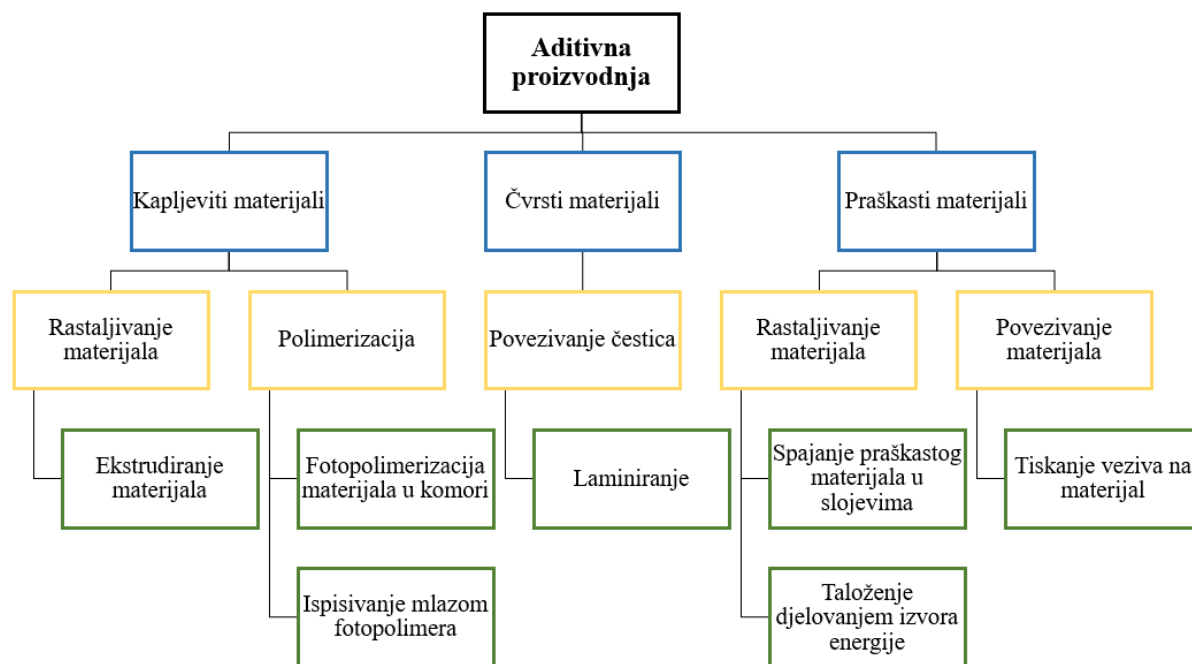 Aditivna
proizvodnja
Kapljeviti materijali
Čvrsti materijali
Praškasti materijali
Rastaljivanje
materijala
Polimerizacija
Povezivanje čestica
Rastaljivanje
materijala
Povezivanje
materijala
Ekstrudiranje
materijala
Fotopolimerizacija
materijala u komori
Laminiranje
Spajanje praškastog
materijala u
slojevima
Tiskanje veziva na
materijal
Ispisivanje mlazom
fotopolimera
Taloženje
djelovanjem izvora
energije